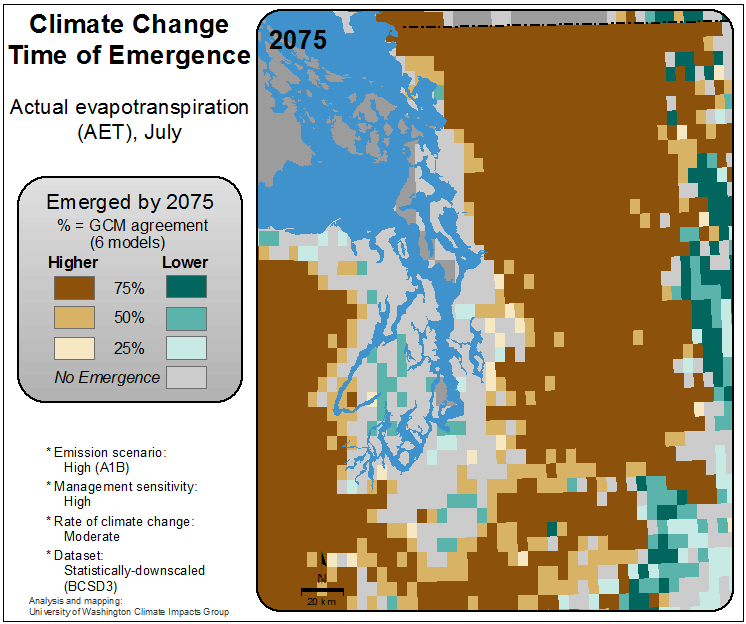 Climate Change
Time of Emergence
Actual evapotranspiration
(AET), July
Emerged by 2075
% = GCM agreement
(6 models)
Higher Lower
75%
50%
25%
No Emergence
* Emission scenario:
High (A1B)
* Management sensitivity:
High
* Rate of climate change:
Moderate
* Dataset:
Statistically-downscaled
(BCSD3)
Analysis and mapping:
University of Washington Climate Impacts Group
2075
N
20 km